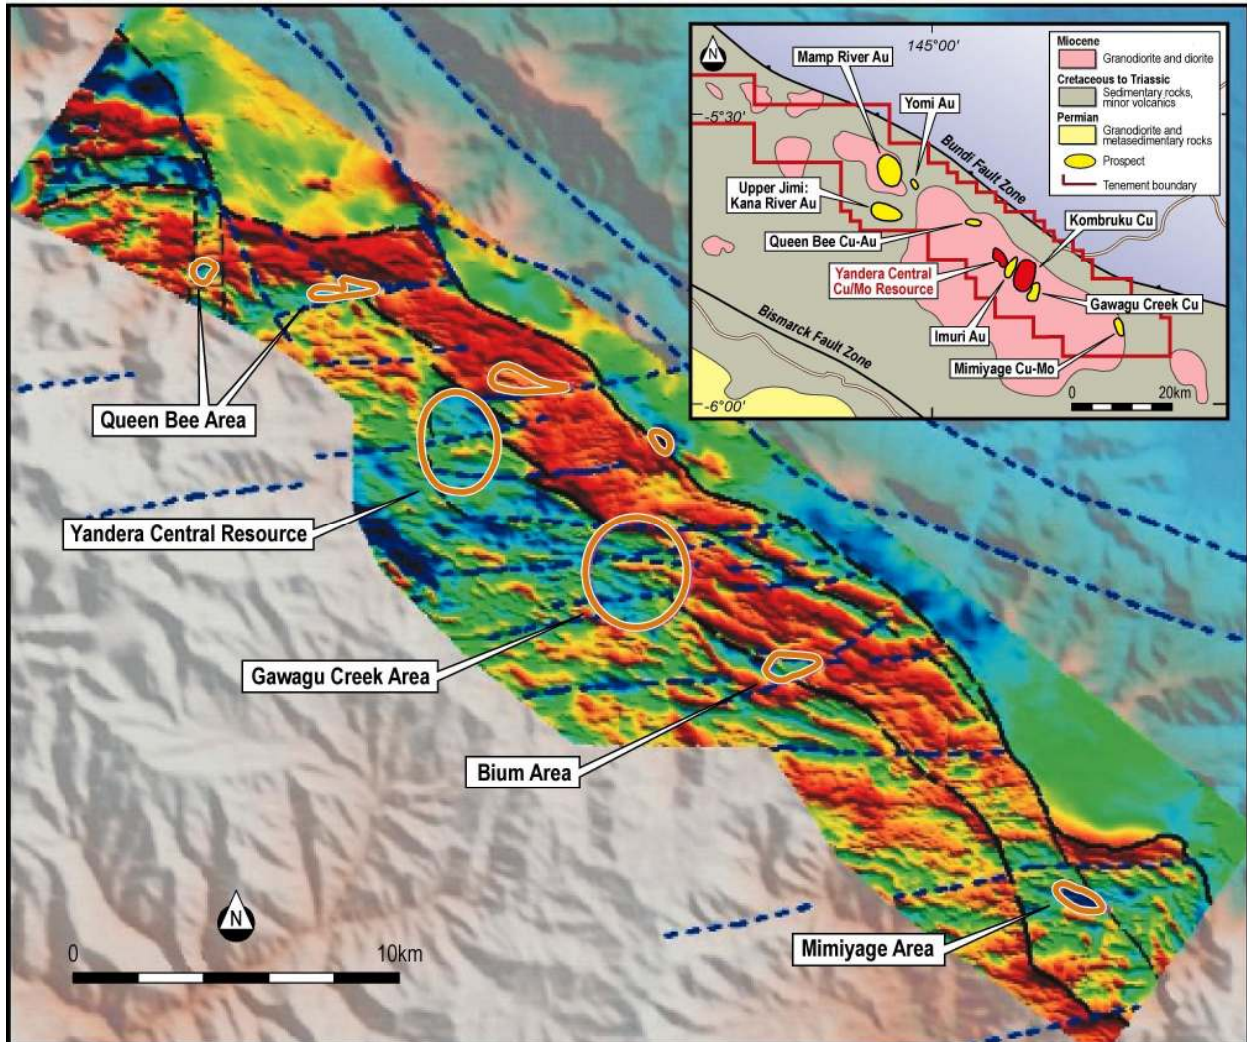 N
145°00'
Mamp River Au
Yomi Au
-5°30'
Bundi Fault Zone
Upper Jimi:
Kana River Au
Queen Bee Cu-Au
Kombruku Cu
Yandera Central
Cu/Mo Resource
Gawagu Creek Cu
Imuri Au
Bismarck Fault Zone
Mimiyage Cu-Mo
-6°00'
0 20km
Miocene
Granodiorite and diorite
Cretaceous to Triassic
Sedimentary rocks,
minor volcanics
Permian
Granodiorite and
metasedimentary rocks
Prospect
Tenement boundary
Queen Bee Area
Yandera Central Resource
Gawagu Creek Area
Bium Area
Mimiyage Area
N
0 10km